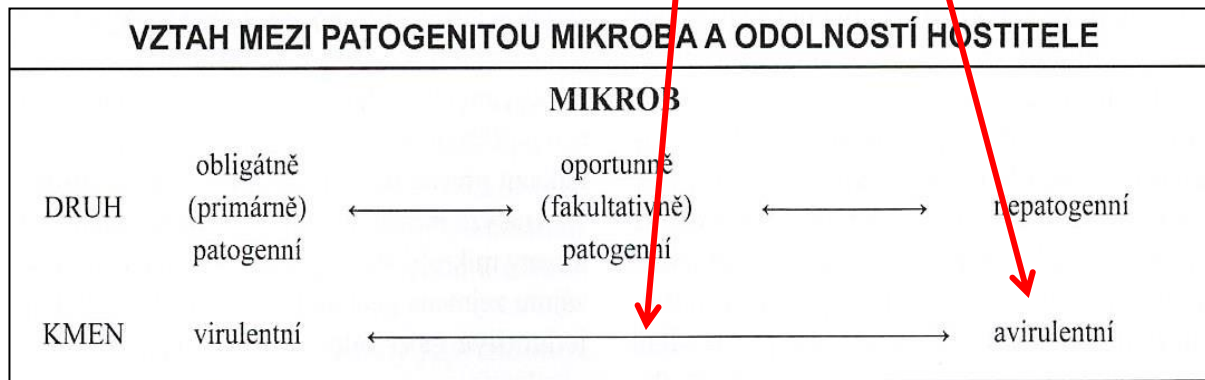 VZTAH MEZI PATOGENITOU MIKROBA A ODOLNOSTÍ HOSTITELE
MIKROB
obligátně oportunně
DRUH (primárně) ←→ (fakultativně) ←→ nepatogenní
patogenní patogenní
KMEN virulentní ←→ avirulentní